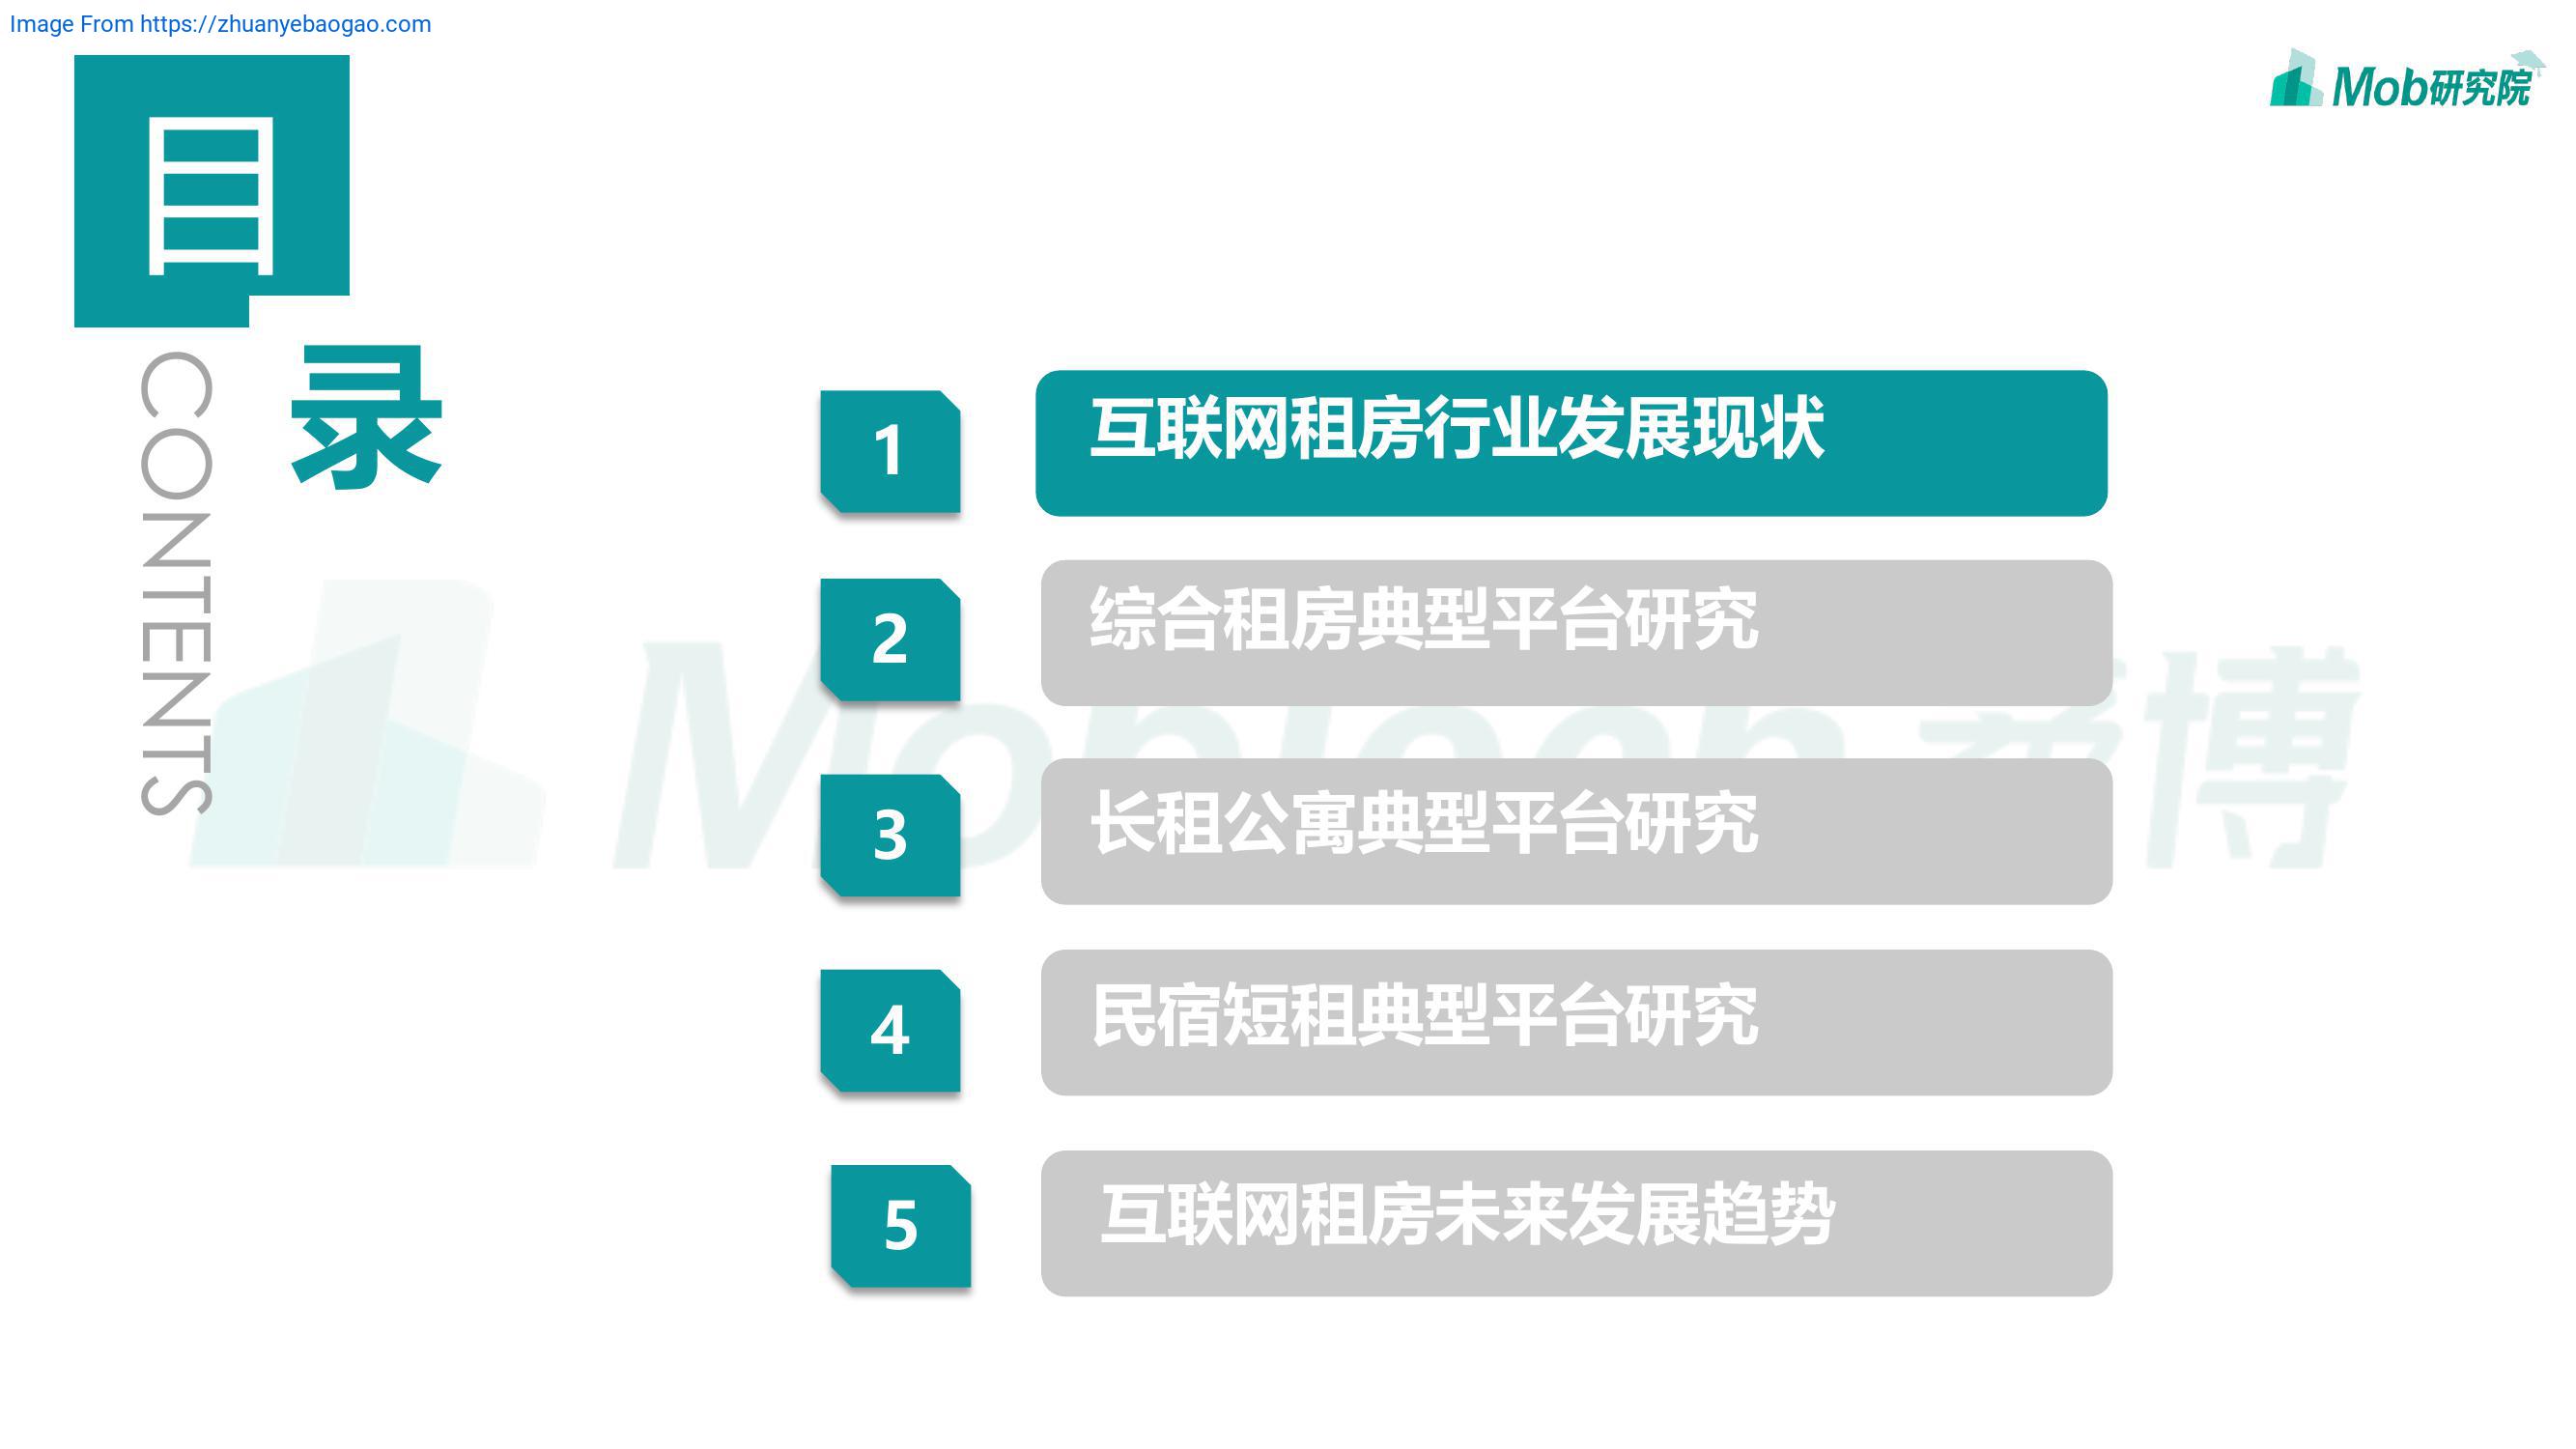 Image From https://zhuanyebaogao.com
Mob研究院
目
录
CONTENTS
1
互联网租房行业发展现状
2
综合租房典型平台研究
3
长租公寓典型平台研究
4
民宿短租典型平台研究
5
互联网租房未来发展趋势
博